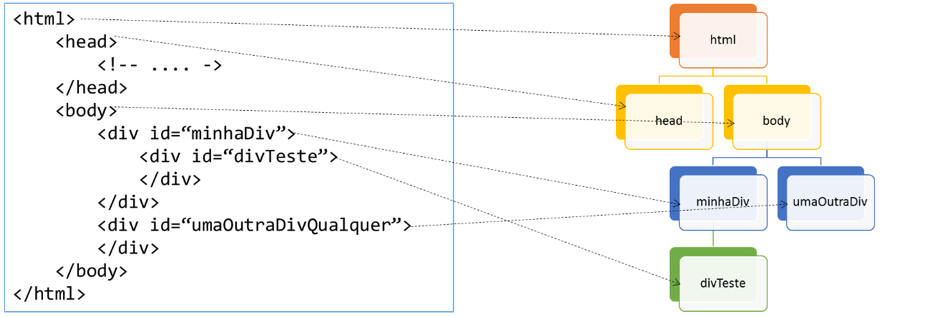 <html>
<head>
<!-- .... ->
</head>
<body>
<div id=“minhaDiv”>
<div id=“divTeste”>
</div>
</div>
<div id=“umaOutraDivQualquer”>
</div>
</body>
</html>
html
head
body
minhaDiv
umaOutraDiv
divTeste